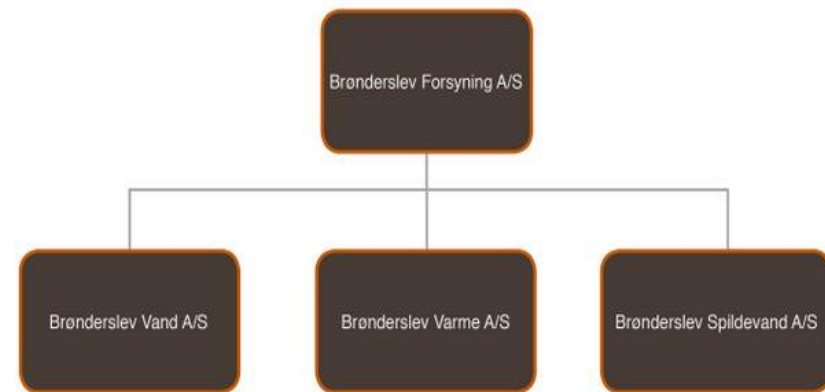 Brønderslev Forsyning A/S
Brønderslev Vand A/S
Brønderslev Varme A/S
Brønderslev Spildevand A/S